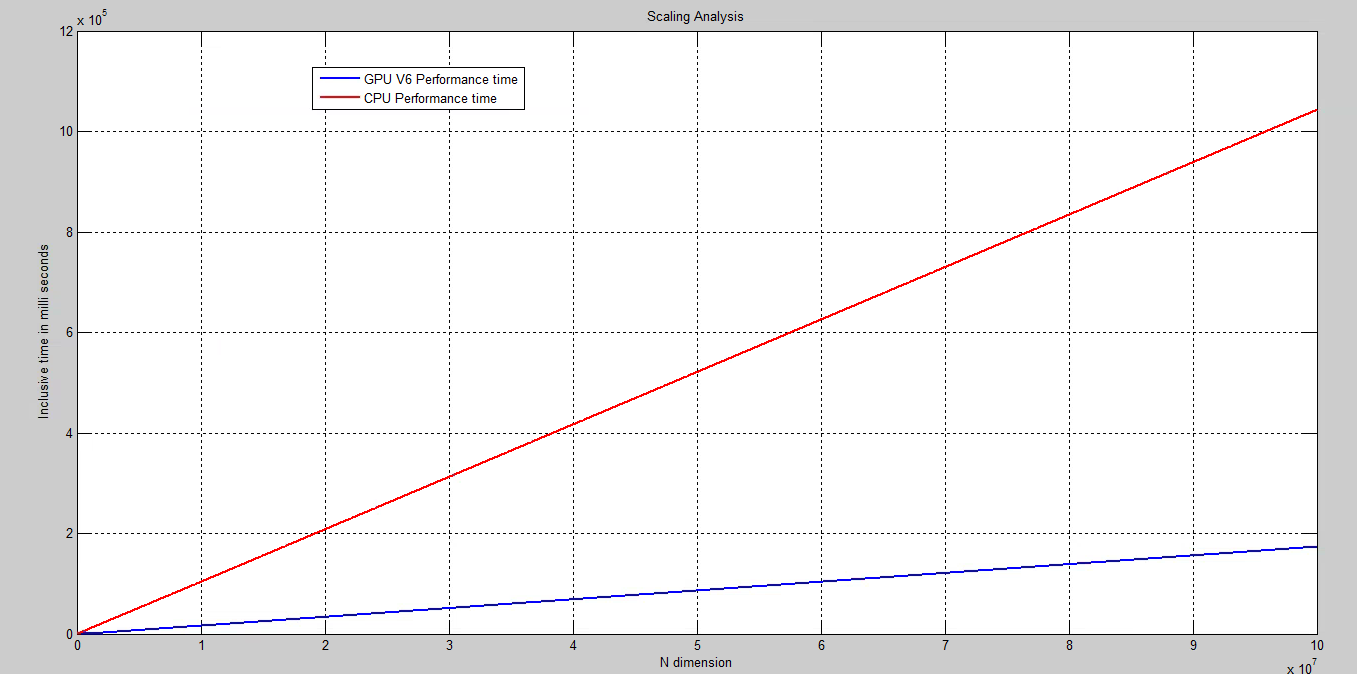 Scaling Analysis
x 10^5
12
10
8
6
4
2
0
Inclusive time in milli seconds
GPU V6 Performance time
CPU Performance time
0 1 2 3 4 5 6 7 8 9 10
N dimension
x 10^7